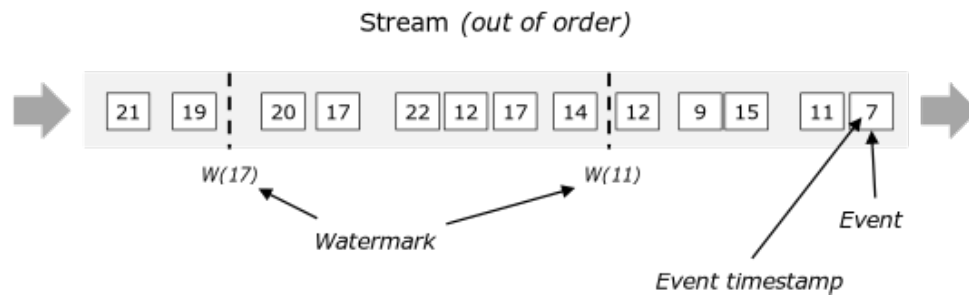 Stream (out of order)
21 19 20 17 22 12 17 14 12 9 15 11 7
W(17) W(11)
Watermark
Event
Event timestamp